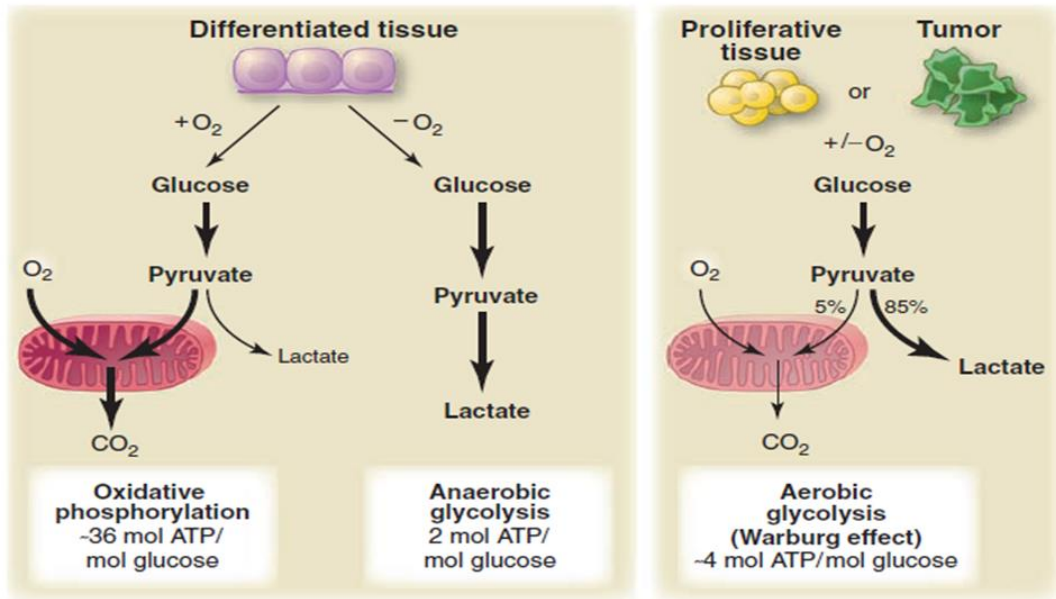 Differentiated tissue
+O₂
−O₂
Glucose
Glucose
O₂
Pyruvate
Pyruvate
Lactate
Lactate
CO₂
Oxidative
phosphorylation
~36 mol ATP/
mol glucose
Anaerobic
glycolysis
2 mol ATP/
mol glucose
Proliferative
tissue
or
Tumor
+/−O₂
Glucose
O₂
Pyruvate
5%
85%
Lactate
CO₂
Aerobic
glycolysis
(Warburg effect)
~4 mol ATP/mol glucose